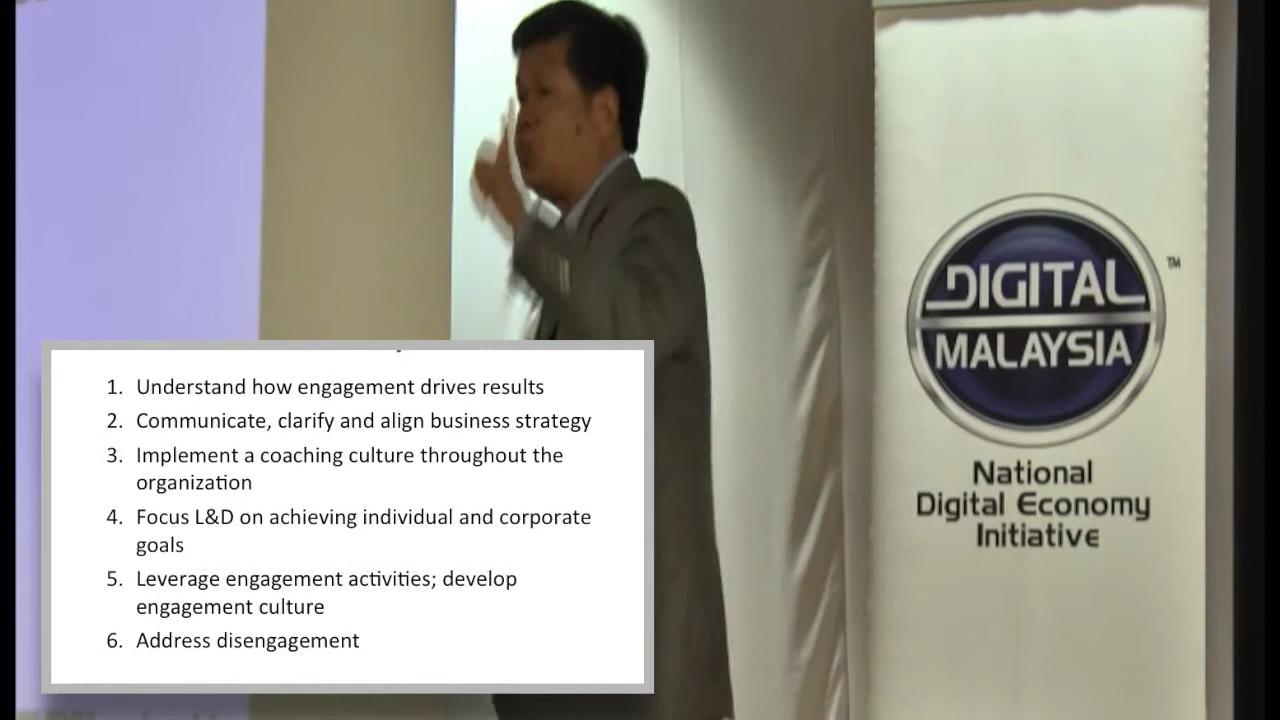 1. Understand how engagement drives results
2. Communicate, clarify and align business strategy
3. Implement a coaching culture throughout the
organization
4. Focus L&D on achieving individual and corporate
goals
5. Leverage engagement activities; develop
engagement culture
6. Address disengagement
DIGITAL
MALAYSIA
TM
National
Digital Economy
Initiative